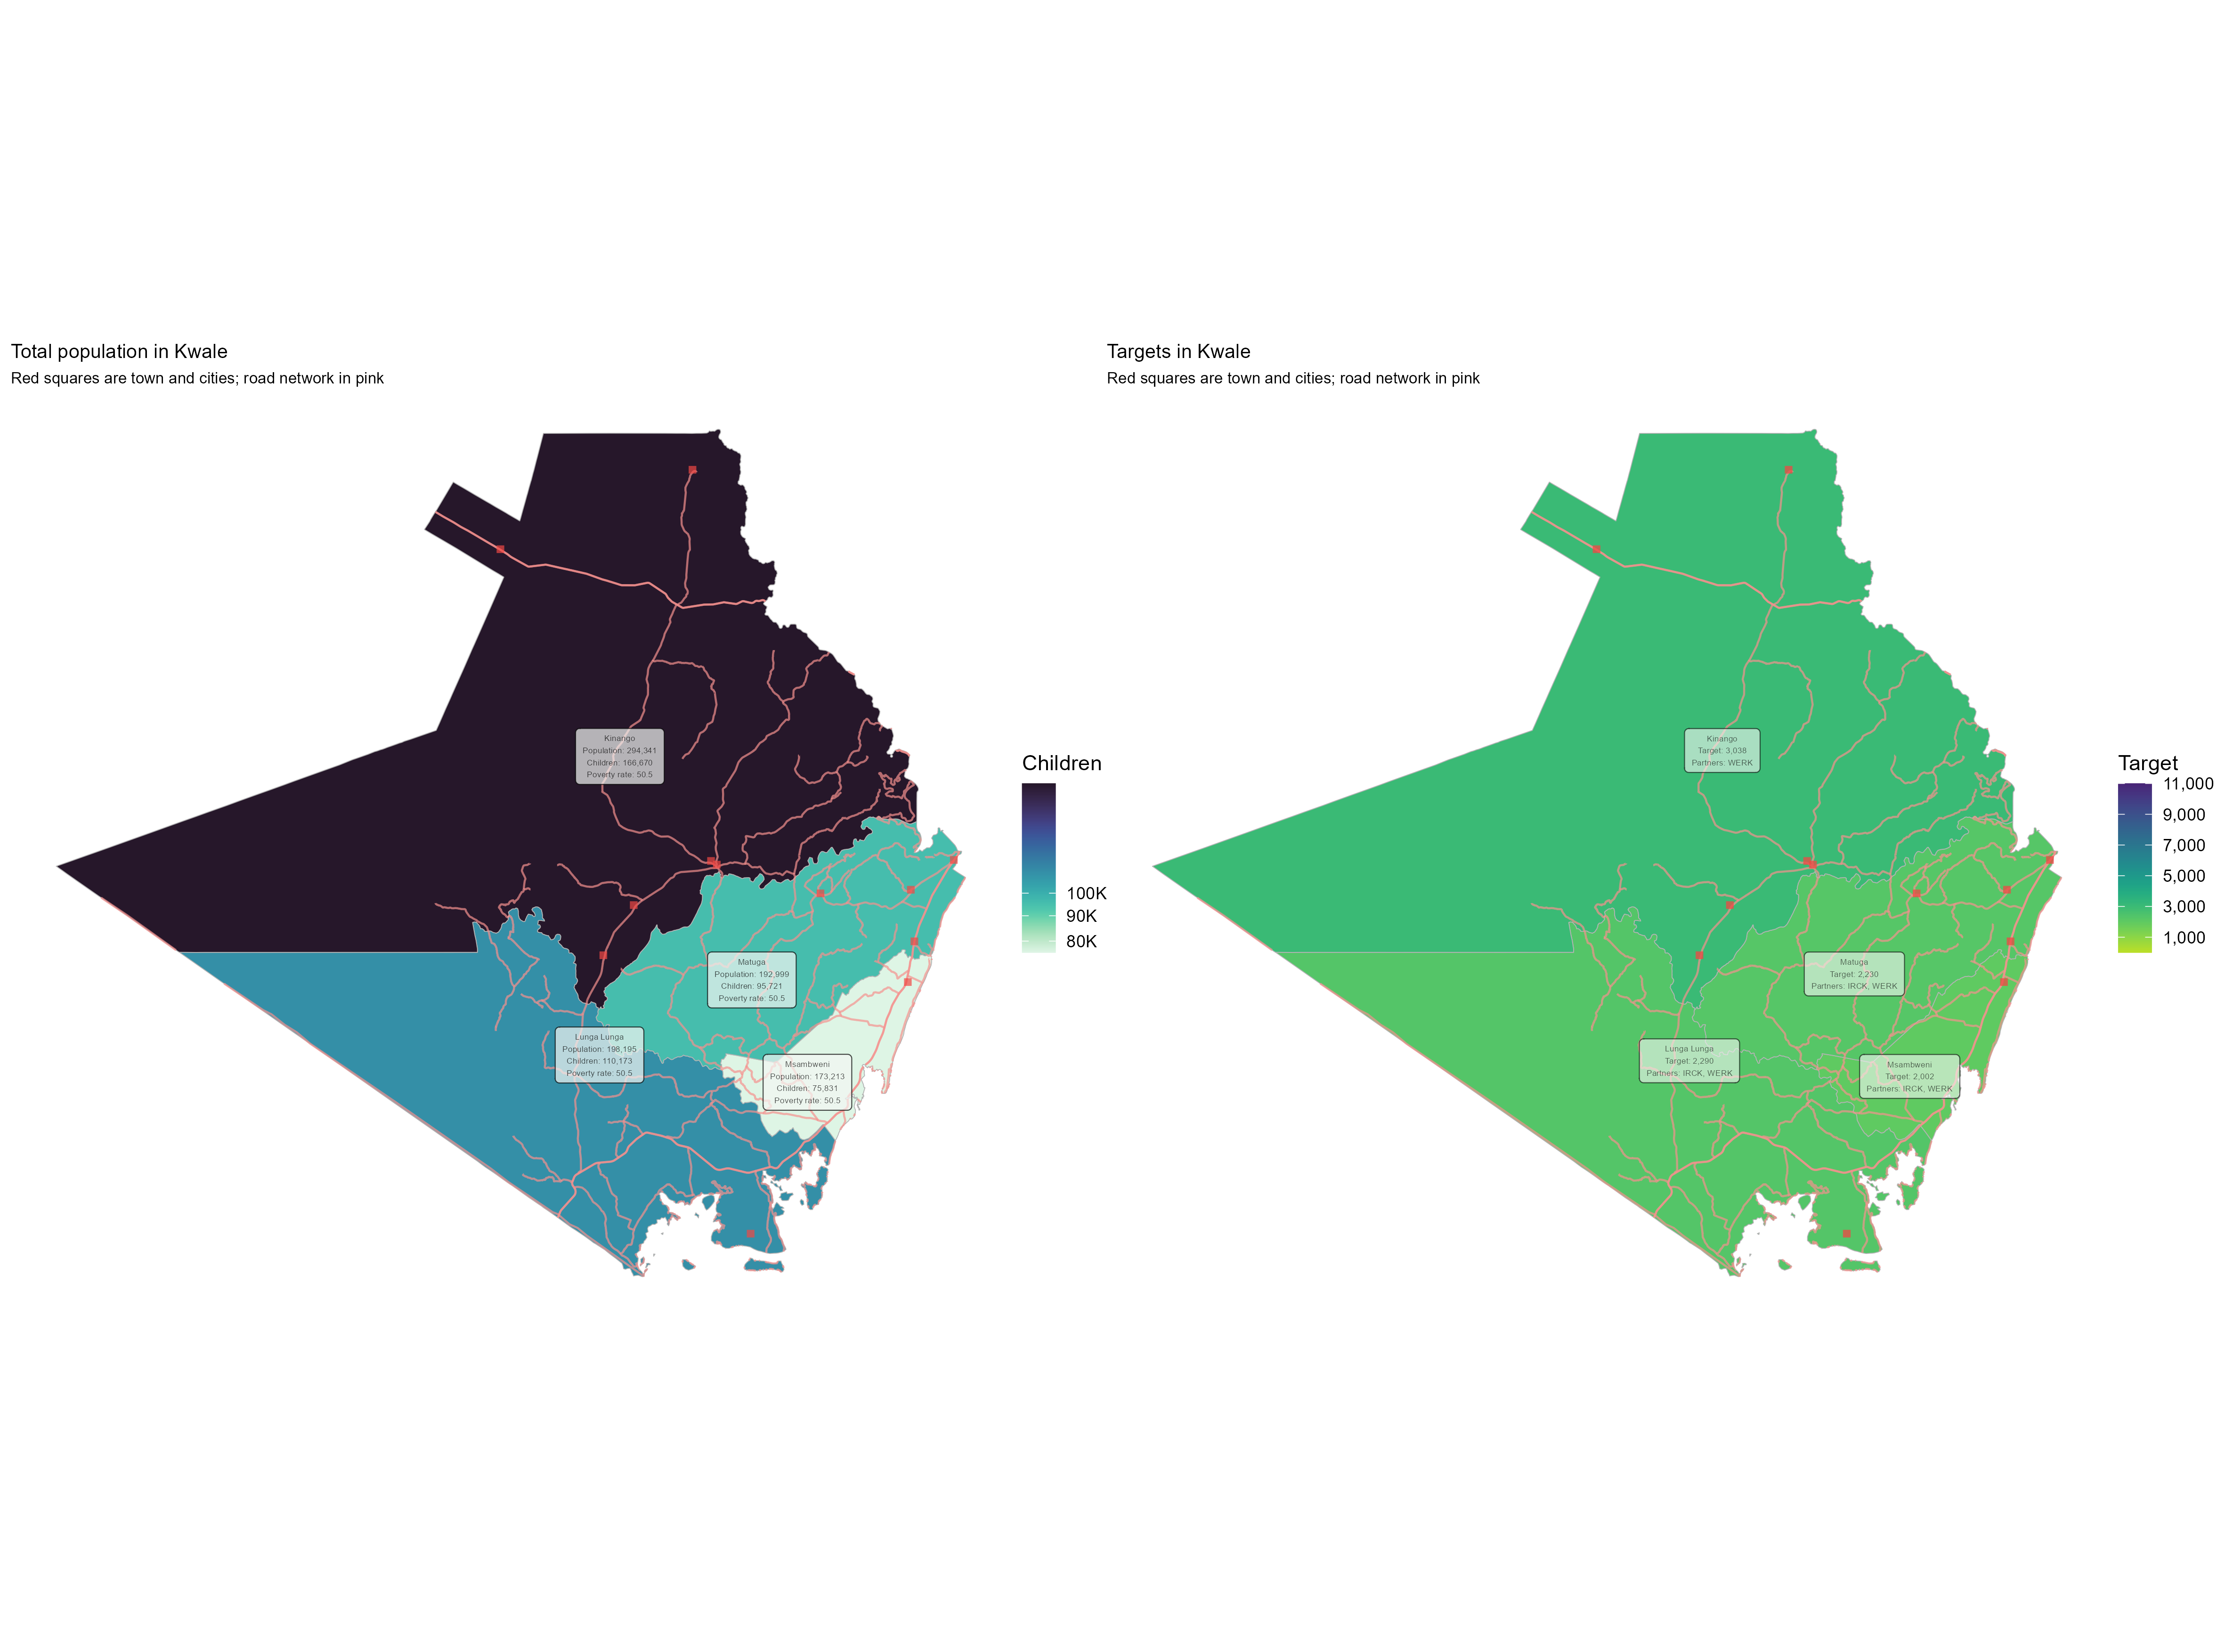 Total population in Kwale
Red squares are town and cities; road network in pink
Kinango
Population: 294,341
Children: 166,670
Poverty rate: 50.5
Matuga
Population: 192,999
Children: 95,721
Poverty rate: 50.5
Lunga Lunga
Population: 198,195
Children: 110,173
Poverty rate: 50.5
Msambweni
Population: 173,213
Children: 75,831
Poverty rate: 50.5
Children
100K
90K
80K
Targets in Kwale
Red squares are town and cities; road network in pink
Kinango
Target: 3,038
Partners: WERK
Matuga
Target: 2,230
Partners: IRCK, WERK
Lunga Lunga
Target: 2,290
Partners: IRCK, WERK
Msambweni
Target: 2,002
Partners: IRCK, WERK
Target
11,000
9,000
7,000
5,000
3,000
1,000